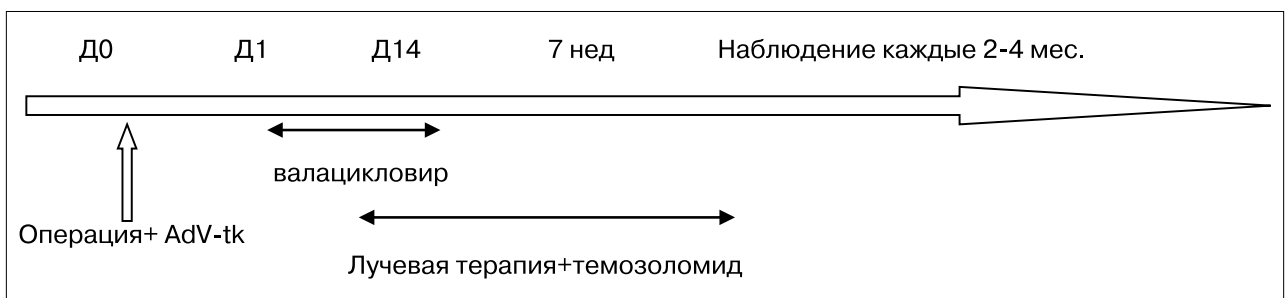 Д0 Д1 Д14 7 нед Наблюдение каждые 2-4 мес.
валацикловир
Операция+ AdV-tk
Лучевая терапия+темозоломид